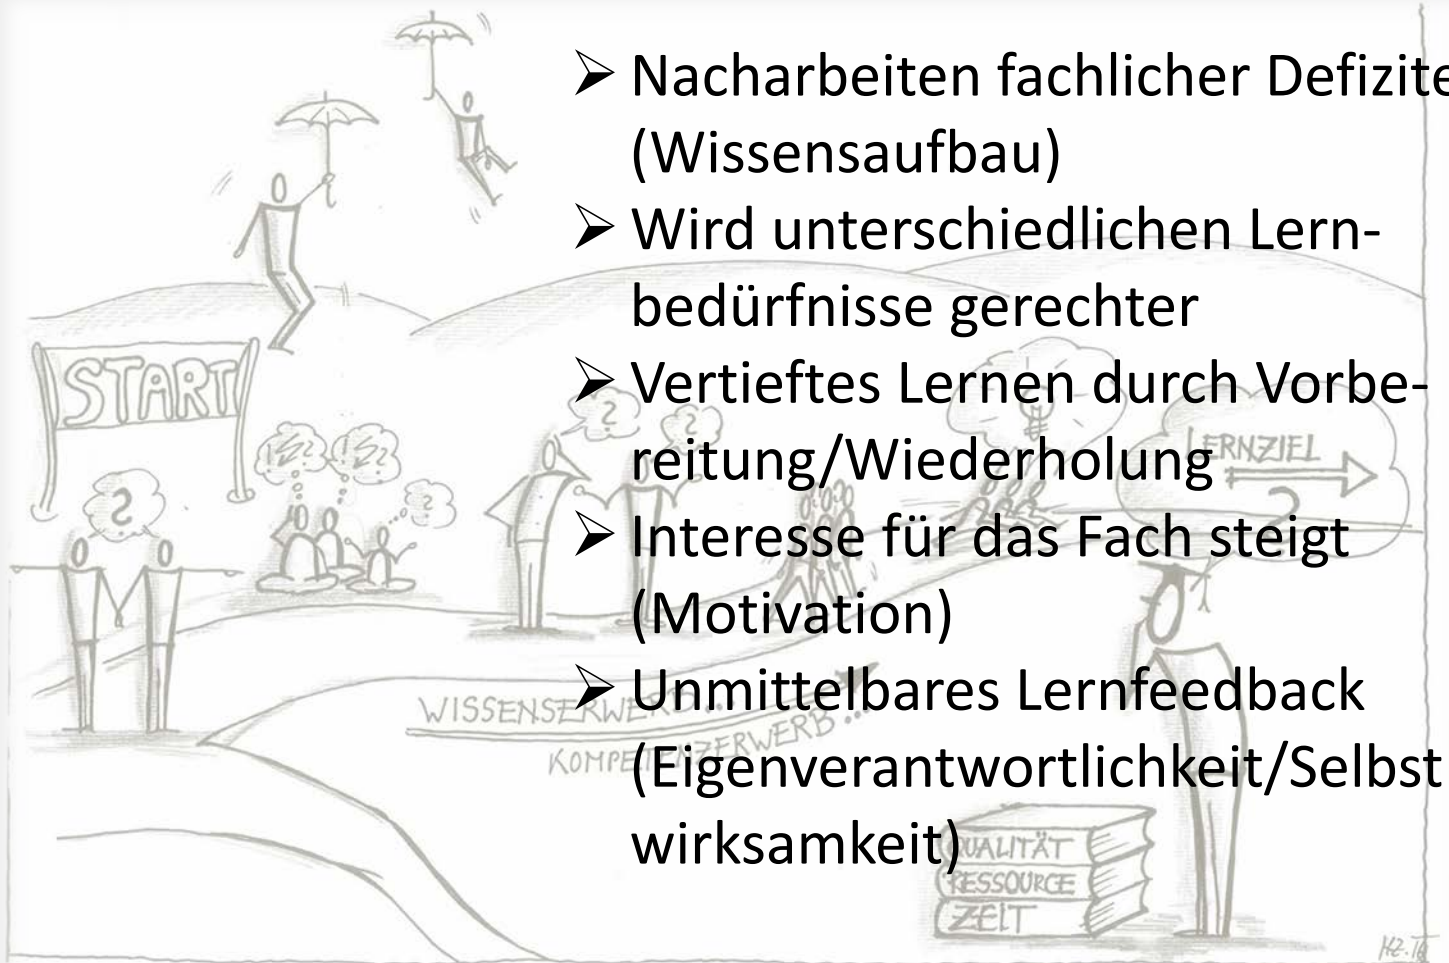 ➢ Nacharbeiten fachlicher Defizite
(Wissensaufbau)
➢ Wird unterschiedlichen Lern-
bedürfnisse gerechter
➢ Vertieftes Lernen durch Vorbe-
reitung/Wiederholung
➢ Interesse für das Fach steigt
(Motivation)
➢ Unmittelbares Lernfeedback
(Eigenverantwortlichkeit/Selbst
wirksamkeit)
START
?
?
?
?
LERNZIEL
?
WISSENSERWERB...
KOMPETENZERWERB...
QUALITÄT
RESSOURCE
ZEIT